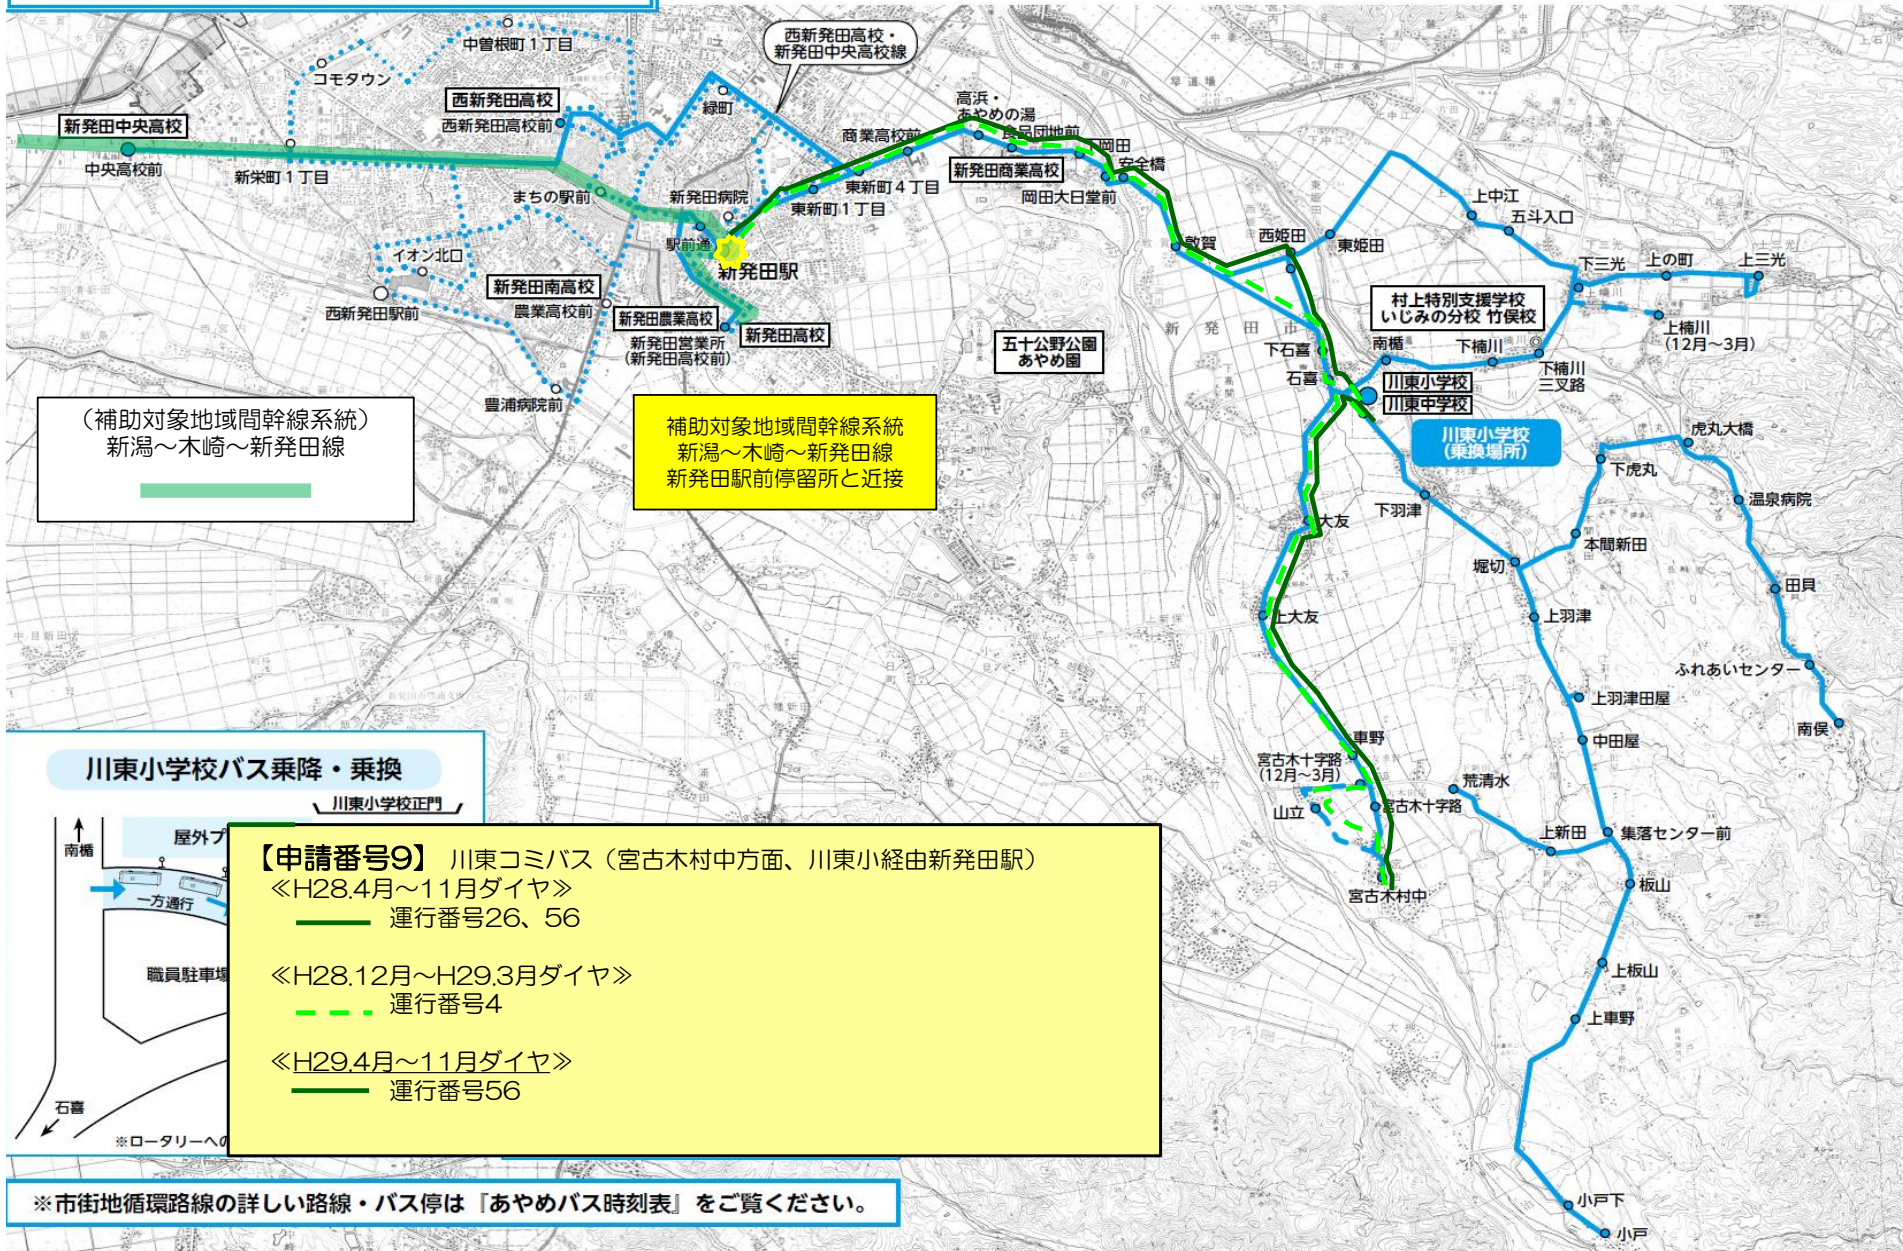 中曽根町1丁目
コモタウン
西新発田高校・
新発田中央高校線
西新発田高校
西新発田高校前
緑町
高浜・
あやめの湯
食品団地前
商業高校前
岡田
安全橋
新発田商業高校
岡田大日堂前
新発田中央高校
中央高校前
新栄町1丁目
まちの駅前
新発田病院
東新町4丁目
東新町1丁目
駅前通
新発田駅
敦賀
西姫田
東姫田
上中江
五斗入口
下三光
上の町
上三光
イオン北口
西新発田駅前
新発田南高校
農業高校前
新発田農業高校
新発田営業所
(新発田高校前)
新発田高校
豊浦病院前
五十公野公園
あやめ園
新発田市
村上特別支援学校
いじみの分校 竹俣校
上楠川
(12月～3月)
下石喜
石喜
南楯
下楠川
下楠川
三叉路
川東小学校
川東中学校
川東小学校
(乗換場所)
虎丸大橋
下虎丸
温泉病院
下羽津
大友
本間新田
堀切
田貝
上大友
上羽津
ふれあいセンター
上羽津田屋
南俣
中田屋
車野
宮古木十字路
(12月～3月)
荒清水
山立
宮古木十字路
上新田
集落センター前
宮古木村中
板山
上板山
上車野
小戸下
小戸
（補助対象地域間幹線系統）
新潟～木崎～新発田線
補助対象地域間幹線系統
新潟～木崎～新発田線
新発田駅前停留所と近接
川東小学校バス乗降・乗換
川東小学校正門
南楯
屋外プ
一方通行
職員駐車場
石喜
※ロータリーへの
【申請番号9】 川東コミバス（宮古木村中方面、川東小経由新発田駅）
≪H28.4月～11月ダイヤ≫
運行番号26、56
≪H28.12月～H29.3月ダイヤ≫
運行番号4
≪H29.4月～11月ダイヤ≫
運行番号56
※市街地循環路線の詳しい路線・バス停は『あやめバス時刻表』をご覧ください。